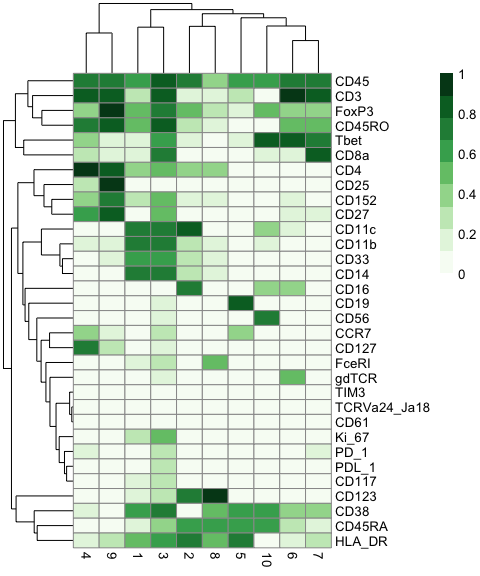 CD45
CD3
FoxP3
CD45RO
Tbet
CD8a
CD4
CD25
CD152
CD27
CD11c
CD11b
CD33
CD14
CD16
CD19
CD56
CCR7
CD127
FceRI
gdTCR
TIM3
TCRVa24_Ja18
CD61
Ki_67
PD_1
PDL_1
CD117
CD123
CD38
CD45RA
HLA_DR
4 9 1 3 2 8 5 10 6 7
1
0.8
0.6
0.4
0.2
0